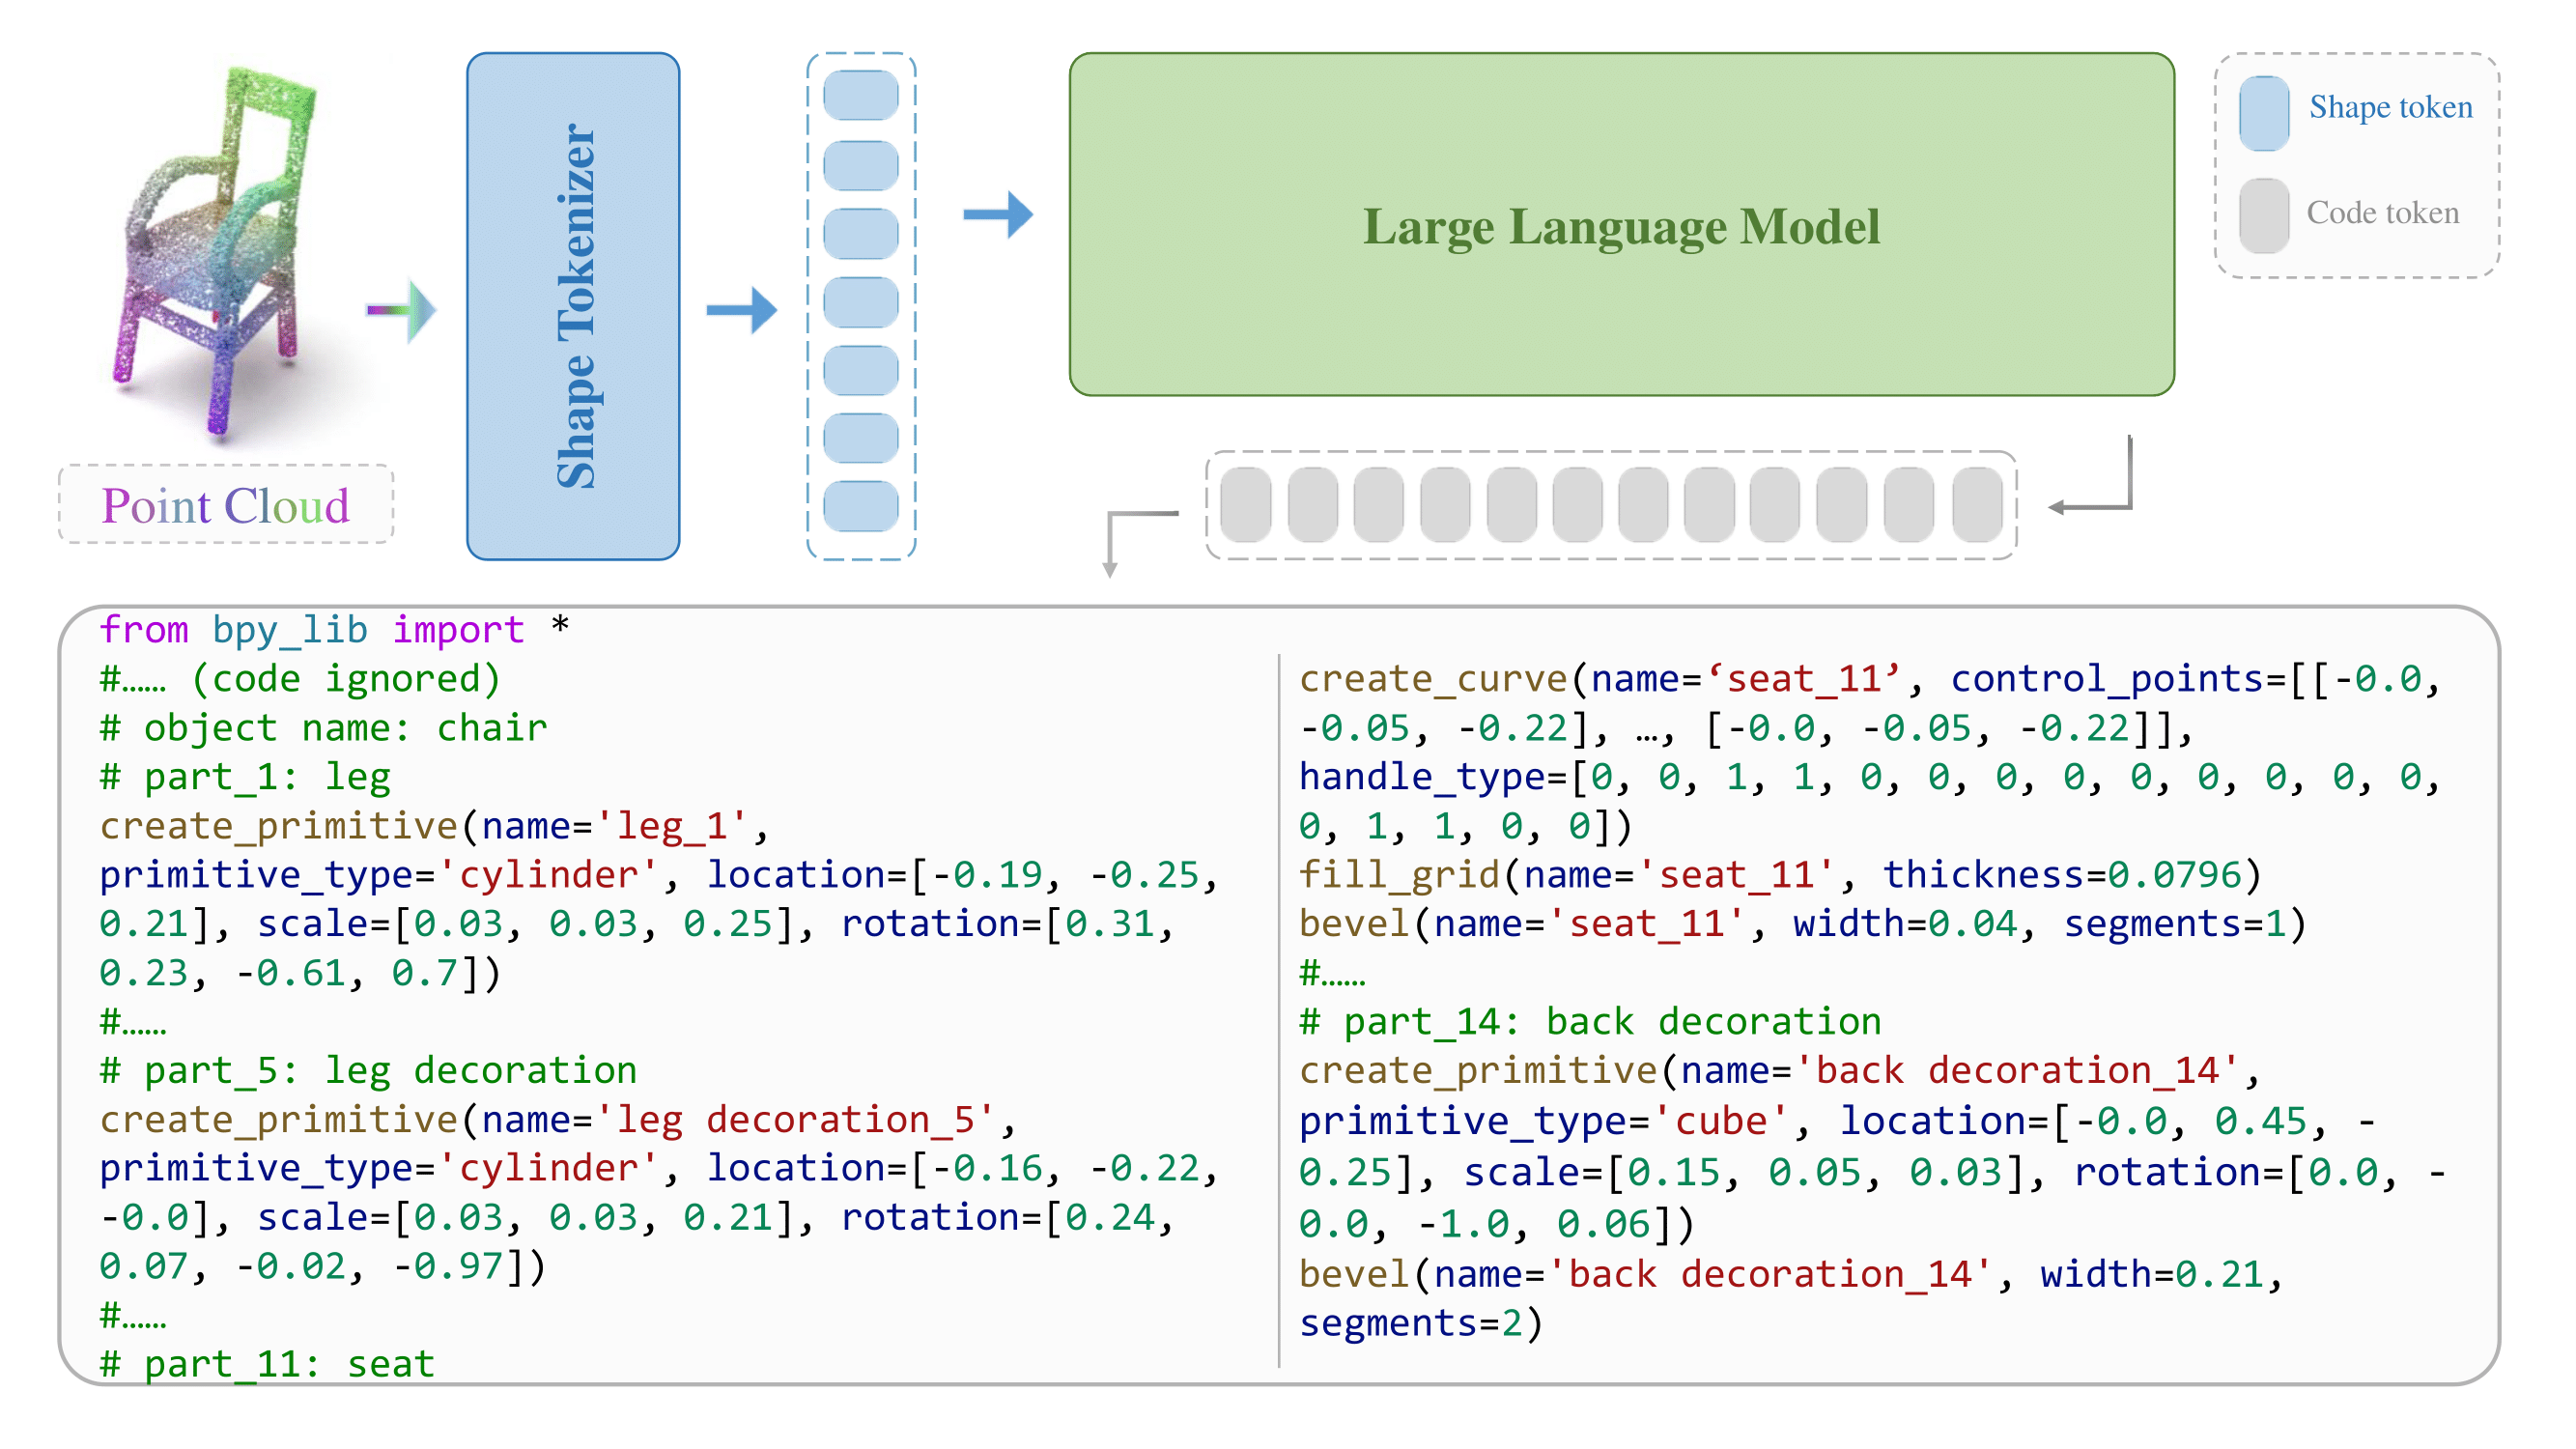 Point Cloud
Shape Tokenizer
Large Language Model
Shape token
Code token
from bpy_lib import *
#…… (code ignored)
# object name: chair
# part_1: leg
create_primitive(name='leg_1',
primitive_type='cylinder', location=[-0.19, -0.25,
0.21], scale=[0.03, 0.03, 0.25], rotation=[0.31,
0.23, -0.61, 0.7])
#……
# part_5: leg decoration
create_primitive(name='leg decoration_5',
primitive_type='cylinder', location=[-0.16, -0.22,
-0.0], scale=[0.03, 0.03, 0.21], rotation=[0.24,
0.07, -0.02, -0.97])
#……
# part_11: seat
create_curve(name=‘seat_11’, control_points=[[-0.0,
-0.05, -0.22], …, [-0.0, -0.05, -0.22]],
handle_type=[0, 0, 1, 1, 0, 0, 0, 0, 0, 0, 0, 0, 0,
0, 1, 1, 0, 0])
fill_grid(name='seat_11', thickness=0.0796)
bevel(name='seat_11', width=0.04, segments=1)
#……
# part_14: back decoration
create_primitive(name='back decoration_14',
primitive_type='cube', location=[-0.0, 0.45, -
0.25], scale=[0.15, 0.05, 0.03], rotation=[0.0, -
0.0, -1.0, 0.06])
bevel(name='back decoration_14', width=0.21,
segments=2)